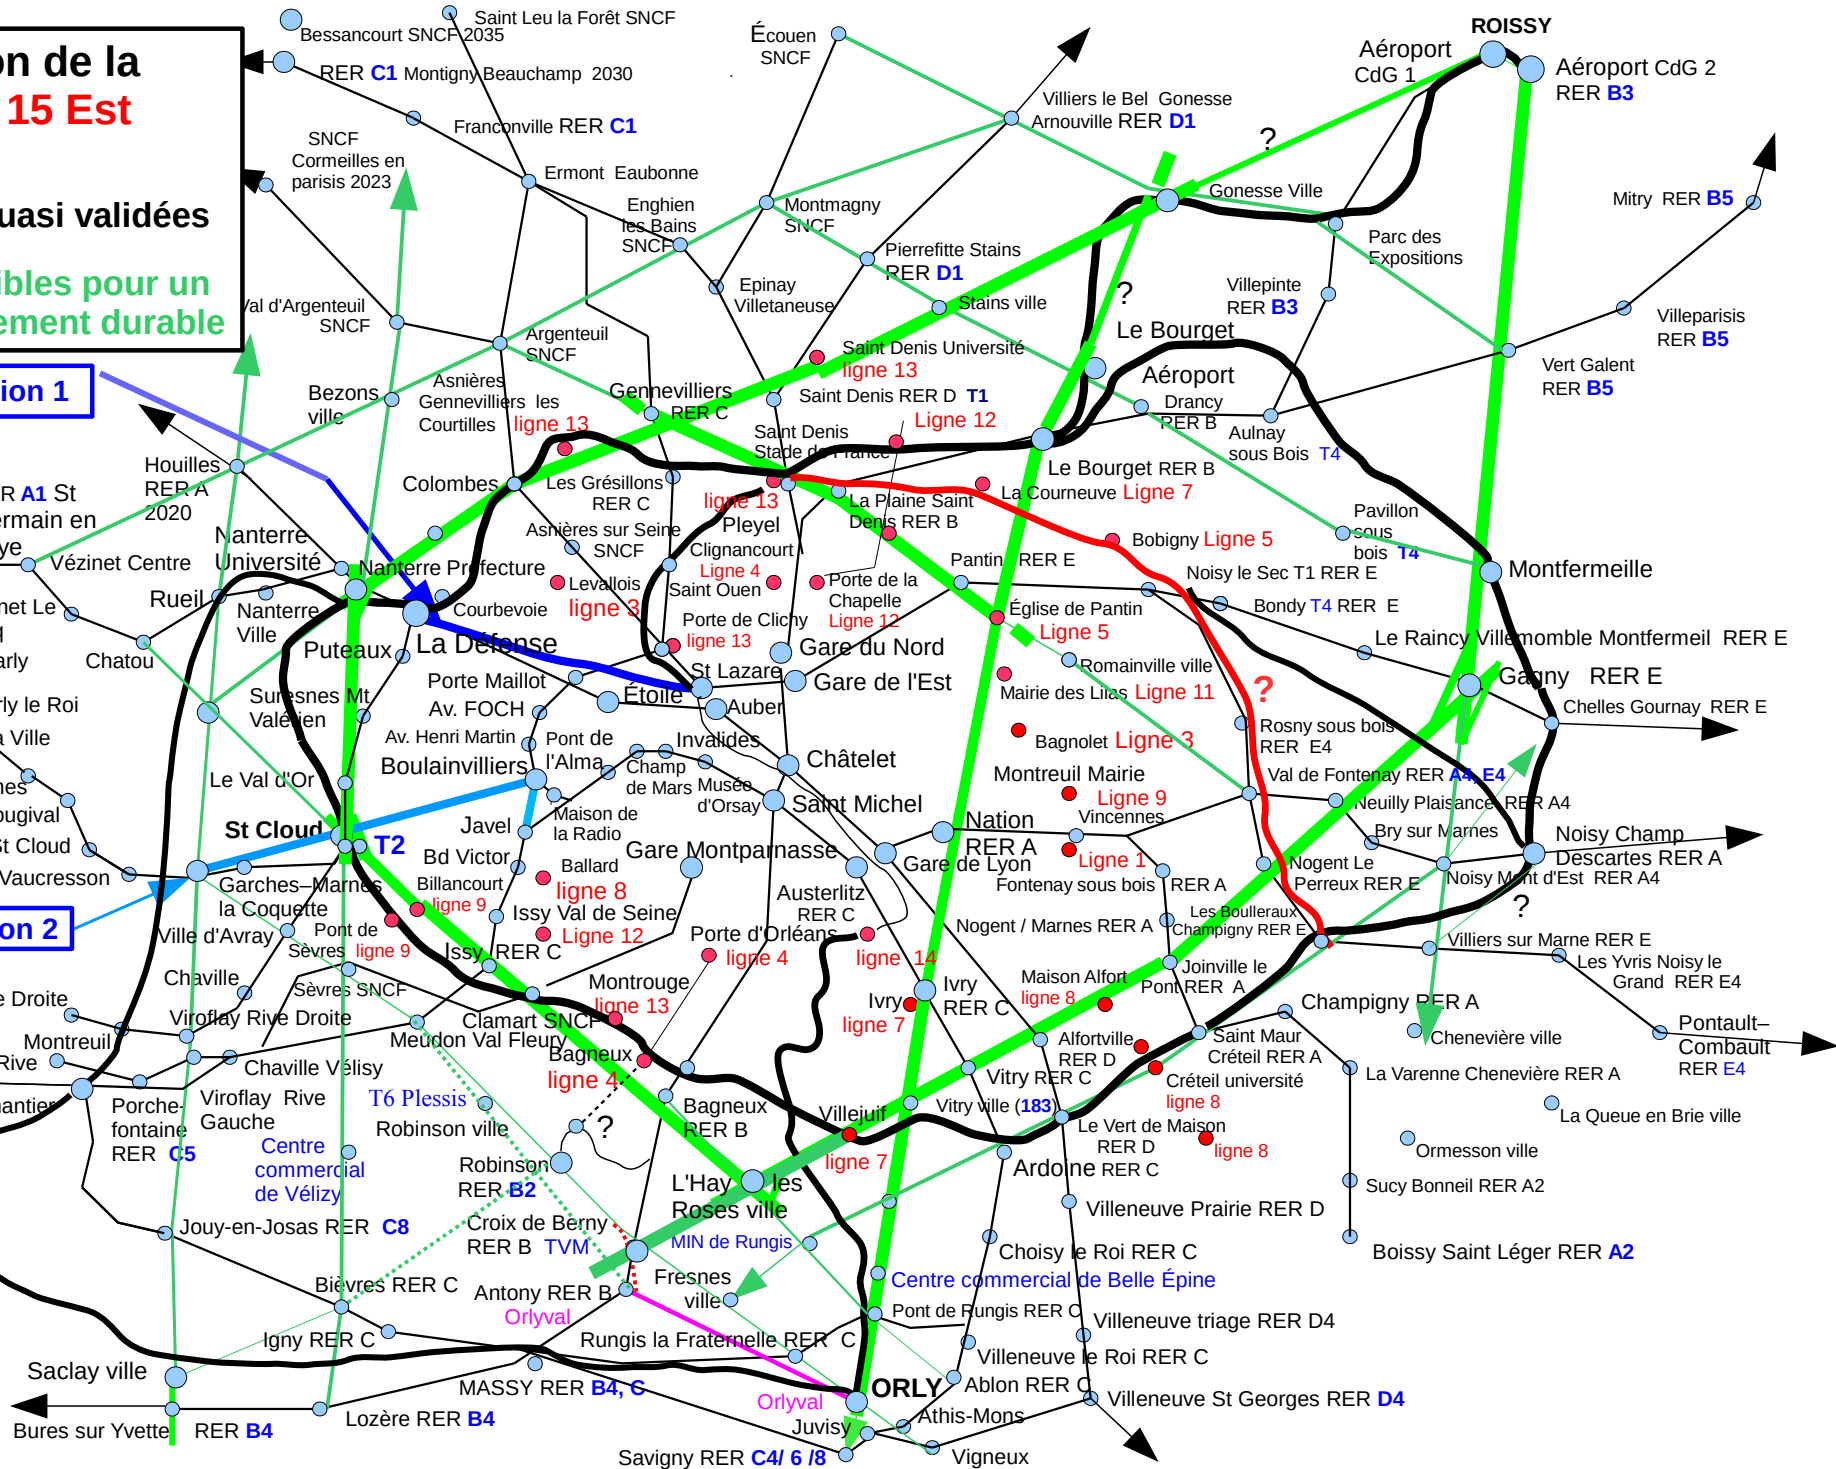 Saint Leu la Forêt SNCF
Bessancourt SNCF 2035
ROISSY
Écouen
SNCF
Aéroport
CdG 1
Aéroport CdG 2
RER B3
on de la
15 Est
uasi validées
ibles pour un
ement durable
RER C1 Montigny Beauchamp 2030
Franconville RER C1
Villiers le Bel Gonesse
Arnouville RER D1
?
SNCF
Cormeilles en
parisis 2023
Ermont Eaubonne
Enghien
les Bains
SNCF
Montmagny
SNCF
Gonesse Ville
Mitry RER B5
Pierrefitte Stains
RER D1
Parc des
Expositions
Epinay
Villetaneuse
Stains ville
?
Villepinte
RER B3
Villeparisis
RER B5
Val d'Argenteuil
SNCF
Argenteuil
SNCF
Le Bourget
Aéroport
Saint Denis Université
ligne 13
Vert Galent
RER B5
ion 1
Bezons
ville
Asnières
Gennevilliers les
Courtilles ligne 13
Gennevilliers
RER C
Saint Denis RER D T1
Ligne 12
Drancy
RER B
Aulnay
sous Bois T4
Saint Denis
Stade de France
Houilles
RER A
2020
Colombes
Les Grésillons
RER C
ligne 13
Pleyel
La Plaine Saint
Denis RER B
Le Bourget RER B
La Courneuve Ligne 7
R A1 St
ermain en
ye
Vézinet Centre
Nanterre
Université
Asnières sur Seine
SNCF
Clignancourt
Ligne 4
Saint Ouen
Pantin RER E
Bobigny Ligne 5
Pavillon
sous
bois T4
Montfermeille
Nanterre Préfecture
Courbevoie
Levallois
ligne 3
Porte de la
Chapelle
Ligne 12
Noisy le Sec T1 RER E
Bondy T4 RER E
net Le
q
arly
Rueil
Nanterre
Ville
Chatou
Puteaux
La Défense
Porte de Clichy
ligne 13
St Lazare
Gare du Nord
Gare de l'Est
Église de Pantin
Ligne 5
Romainville ville
Le Raincy Villemomble Montfermeil RER E
Gagny RER E
rly le Roi
Suresnes Mt
Valérien
Porte Maillot
Étoile
Auber
Av. FOCH
Mairie des Lilas Ligne 11
?
Chelles Gournay RER E
a Ville
Av. Henri Martin
Pont de
l'Alma
Invalides
Bagnolet Ligne 3
Rosny sous bois
RER E4
Boulainvilliers
Champ
de Mars
Musée
d'Orsay
Châtelet
Montreuil Mairie
Ligne 9
Val de Fontenay RER A4, E4
nes
ougival
Le Val d'Or
Saint Michel
Vincennes
Neuilly Plaisance RER A4
St Cloud
T2
Javel
Maison de
la Radio
Nation
RER A
Bry sur Marnes
Noisy Champ
Descartes RER A
St Cloud
Vaucresson
Garches–Marnes
la Coquette
Bd Victor
Ballard
ligne 8
Gare Montparnasse
Gare de Lyon
Ligne 1
Nogent Le
Perreux RER E
Noisy Mont d'Est RER A4
Billancourt
ligne 9
Austerlitz
RER C
Fontenay sous bois RER A
on 2
Ville d'Avray
Pont de
Sèvres ligne 9
Issy Val de Seine
Ligne 12
Porte d'Orléans
ligne 4
ligne 14
Nogent / Marnes RER A
Les Boulleraux
Champigny RER E
?
Villiers sur Marne RER E
Issy RER C
Chaville
Sèvres SNCF
Montrouge
ligne 13
Ivry
RER C
Maison Alfort
ligne 8
Joinville le
Pont RER A
Les Yvris Noisy le
Grand RER E4
e Droite
Viroflay Rive Droite
Clamart SNCF
Ivry
ligne 7
Champigny RER A
Montreuil
Rive
Meudon Val Fleury
Bagneux
ligne 4
Alfortville
RER D
Saint Maur
Créteil RER A
Chenevière ville
Pontault–
Combault
RER E4
Chaville Vélisy
Vitry RER C
Créteil université
ligne 8
La Varenne Chenevière RER A
hantier
Porche-
fontaine
RER C5
Viroflay Rive
Gauche
T6 Plessis
Robinson ville
?
Bagneux
RER B
Villejuif
ligne 7
Vitry ville (183)
La Queue en Brie ville
Centre
commercial
de Vélizy
Robinson
RER B2
Le Vert de Maison
RER D
RER C
ligne 8
Ormesson ville
Ardoine
L'Hay les
Roses ville
Sucy Bonneil RER A2
Jouy-en-Josas RER C8
Croix de Berny
RER B TVM
MIN de Rungis
Villeneuve Prairie RER D
Choisy le Roi RER C
Boissy Saint Léger RER A2
Bièvres RER C
Antony RER B
Orlyval
Fresnes
ville
Centre commercial de Belle Épine
Igny RER C
Rungis la Fraternelle RER C
Pont de Rungis RER C
Villeneuve triage RER D4
Saclay ville
MASSY RER B4, C
Villeneuve le Roi RER C
Orlyval
ORLY
Ablon RER C
Villeneuve St Georges RER D4
Bures sur Yvette
RER B4
Lozère RER B4
Juvisy
Athis-Mons
Savigny RER C4/ 6 /8
Vigneux